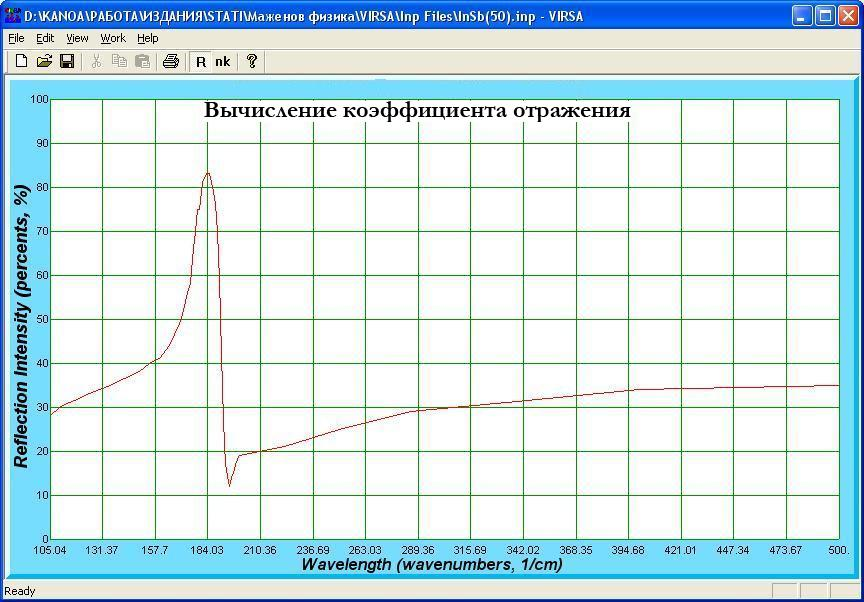 D:\KANOA\РАБОТА\ИЗДАНИЯ\STATI\Маженов физика\VIRSA\Inp Files\InSb(50).inp - VIRSA
File Edit View Work Help
R nk ?
Вычисление коэффициента отражения
100
90
80
70
60
50
40
30
20
10
0
Reflection Intensity (percents, %)
105.04 131.37 157.7 184.03 210.36 236.69 263.03 289.36 315.69 342.02 368.35 394.68 421.01 447.34 473.67 500.
Wavelength (wavenumbers, 1/cm)
Ready